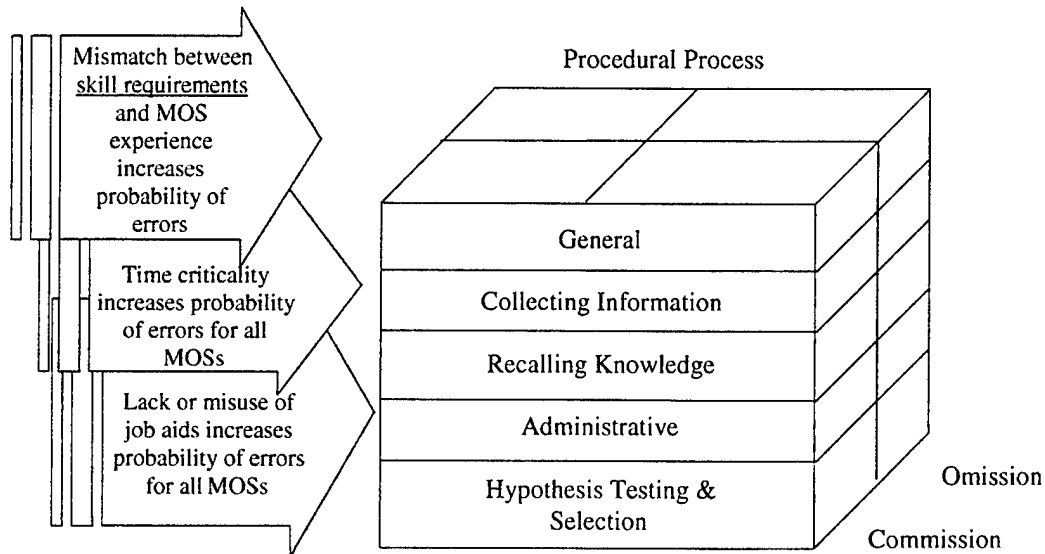 Mismatch between
skill requirements
and MOS
experience
increases
probability of
errors
Time criticality
increases probability
of errors for all
MOSs
Lack or misuse of
job aids increases
probability of errors
for all MOSs
Procedural Process
General
Collecting Information
Recalling Knowledge
Administrative
Hypothesis Testing &
Selection
Omission
Commission